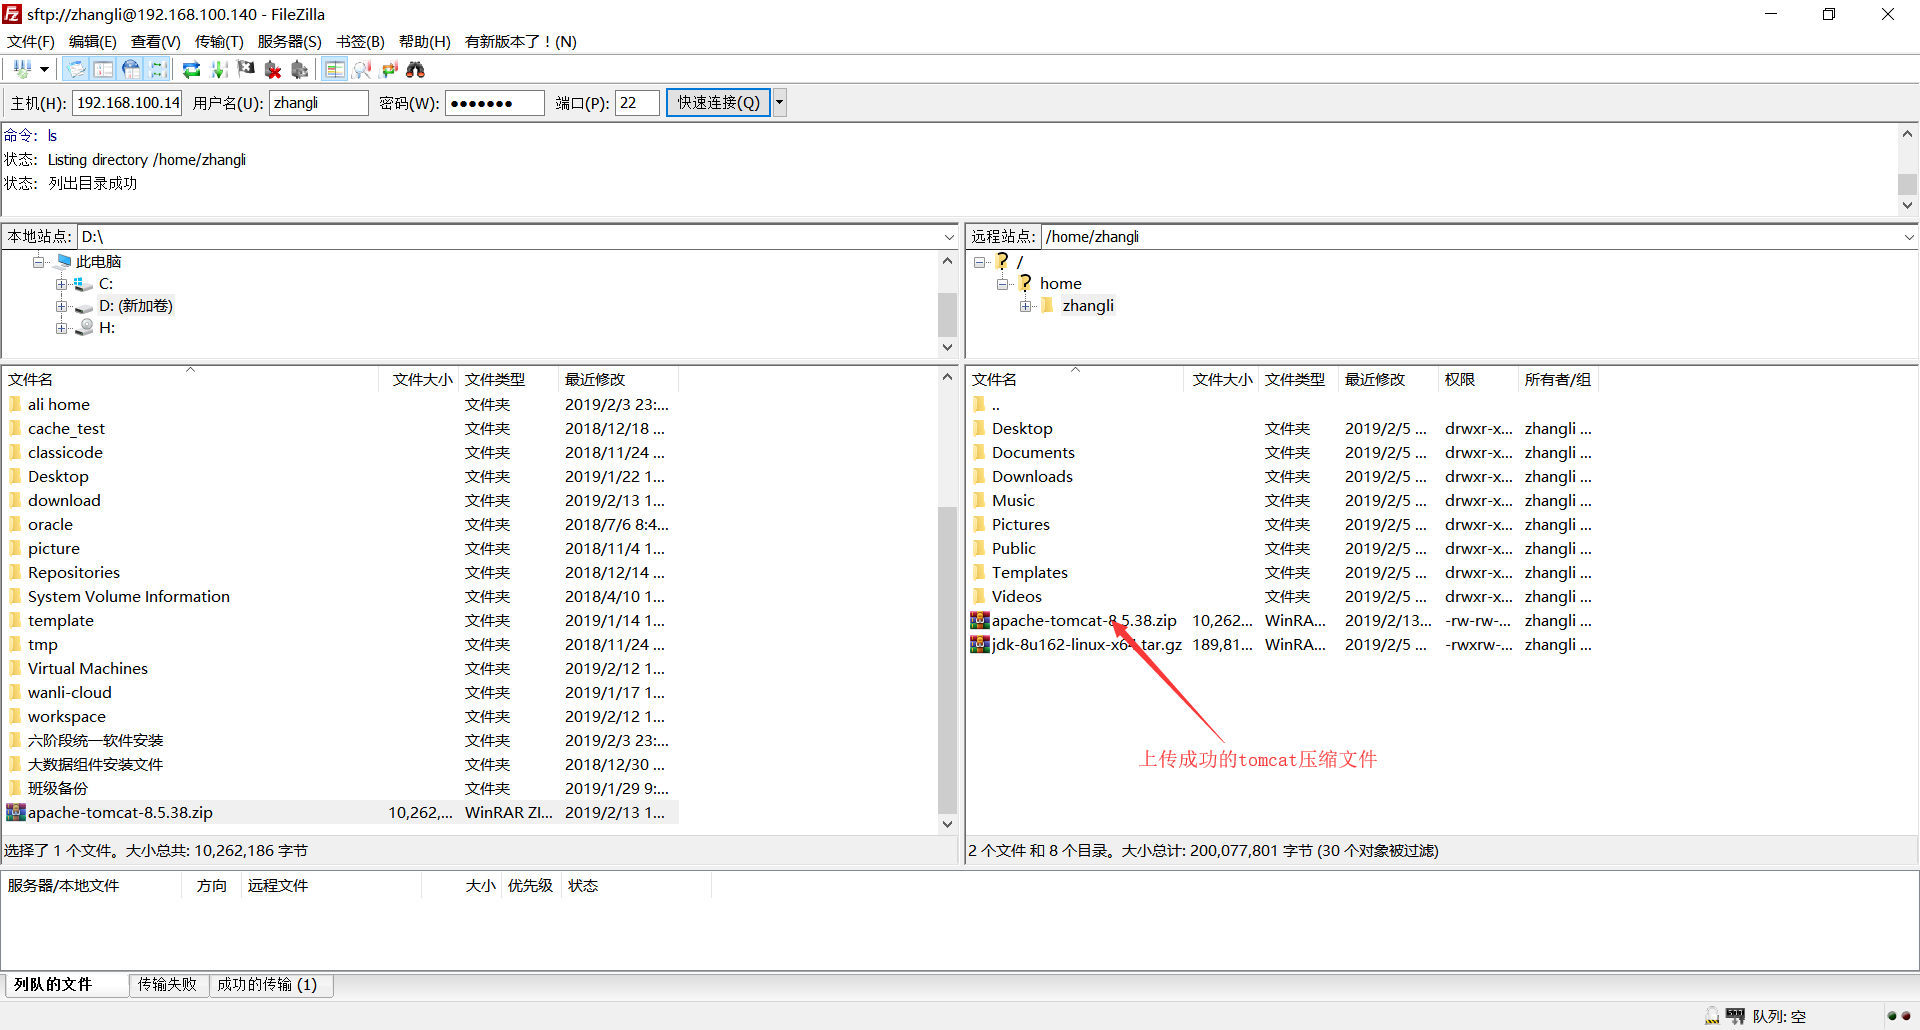 sftp://zhangli@192.168.100.140 - FileZilla
文件(F) 编辑(E) 查看(V) 传输(T) 服务器(S) 书签(B) 帮助(H) 有新版本了！(N)
主机(H): 192.168.100.14 用户名(U): zhangli 密码(W): ●●●●●●● 端口(P): 22 快速连接(Q)
命令: ls
状态: Listing directory /home/zhangli
状态: 列出目录成功
本地站点: D:\
此电脑
C:
D: (新加卷)
H:
远程站点: /home/zhangli
/
home
zhangli
文件名 文件大小 文件类型 最近修改
ali home 文件夹 2019/2/3 23:...
cache_test 文件夹 2018/12/18 ...
classicode 文件夹 2018/11/24 ...
Desktop 文件夹 2019/1/22 1...
download 文件夹 2019/2/13 1...
oracle 文件夹 2018/7/6 8:4...
picture 文件夹 2018/11/4 1...
Repositories 文件夹 2018/12/14 ...
System Volume Information 文件夹 2018/4/10 1...
template 文件夹 2019/1/14 1...
tmp 文件夹 2018/11/24 ...
Virtual Machines 文件夹 2019/2/12 1...
wanli-cloud 文件夹 2019/1/17 1...
workspace 文件夹 2019/2/12 1...
六阶段统一软件安装 文件夹 2019/2/3 23:...
大数据组件安装文件 文件夹 2018/12/30 ...
班级备份 文件夹 2019/1/29 9:...
apache-tomcat-8.5.38.zip 10,262,... WinRAR ZI... 2019/2/13 1...
选择了 1 个文件。大小总共: 10,262,186 字节
文件名 文件大小 文件类型 最近修改 权限 所有者/组
..
Desktop 文件夹 2019/2/5 ... drwxr-x... zhangli ...
Documents 文件夹 2019/2/5 ... drwxr-x... zhangli ...
Downloads 文件夹 2019/2/5 ... drwxr-x... zhangli ...
Music 文件夹 2019/2/5 ... drwxr-x... zhangli ...
Pictures 文件夹 2019/2/5 ... drwxr-x... zhangli ...
Public 文件夹 2019/2/5 ... drwxr-x... zhangli ...
Templates 文件夹 2019/2/5 ... drwxr-x... zhangli ...
Videos 文件夹 2019/2/5 ... drwxr-x... zhangli ...
apache-tomcat-8.5.38.zip 10,262... WinRA... 2019/2/13... -rw-rw-... zhangli ...
jdk-8u162-linux-x64.tar.gz 189,81... WinRA... 2019/2/5 ... -rwxrw-... zhangli ...
上传成功的tomcat压缩文件
2 个文件 和 8 个目录。大小总计: 200,077,801 字节 (30 个对象被过滤)
服务器/本地文件 方向 远程文件 大小 优先级 状态
列队的文件 传输失败 成功的传输 (1)
队列: 空